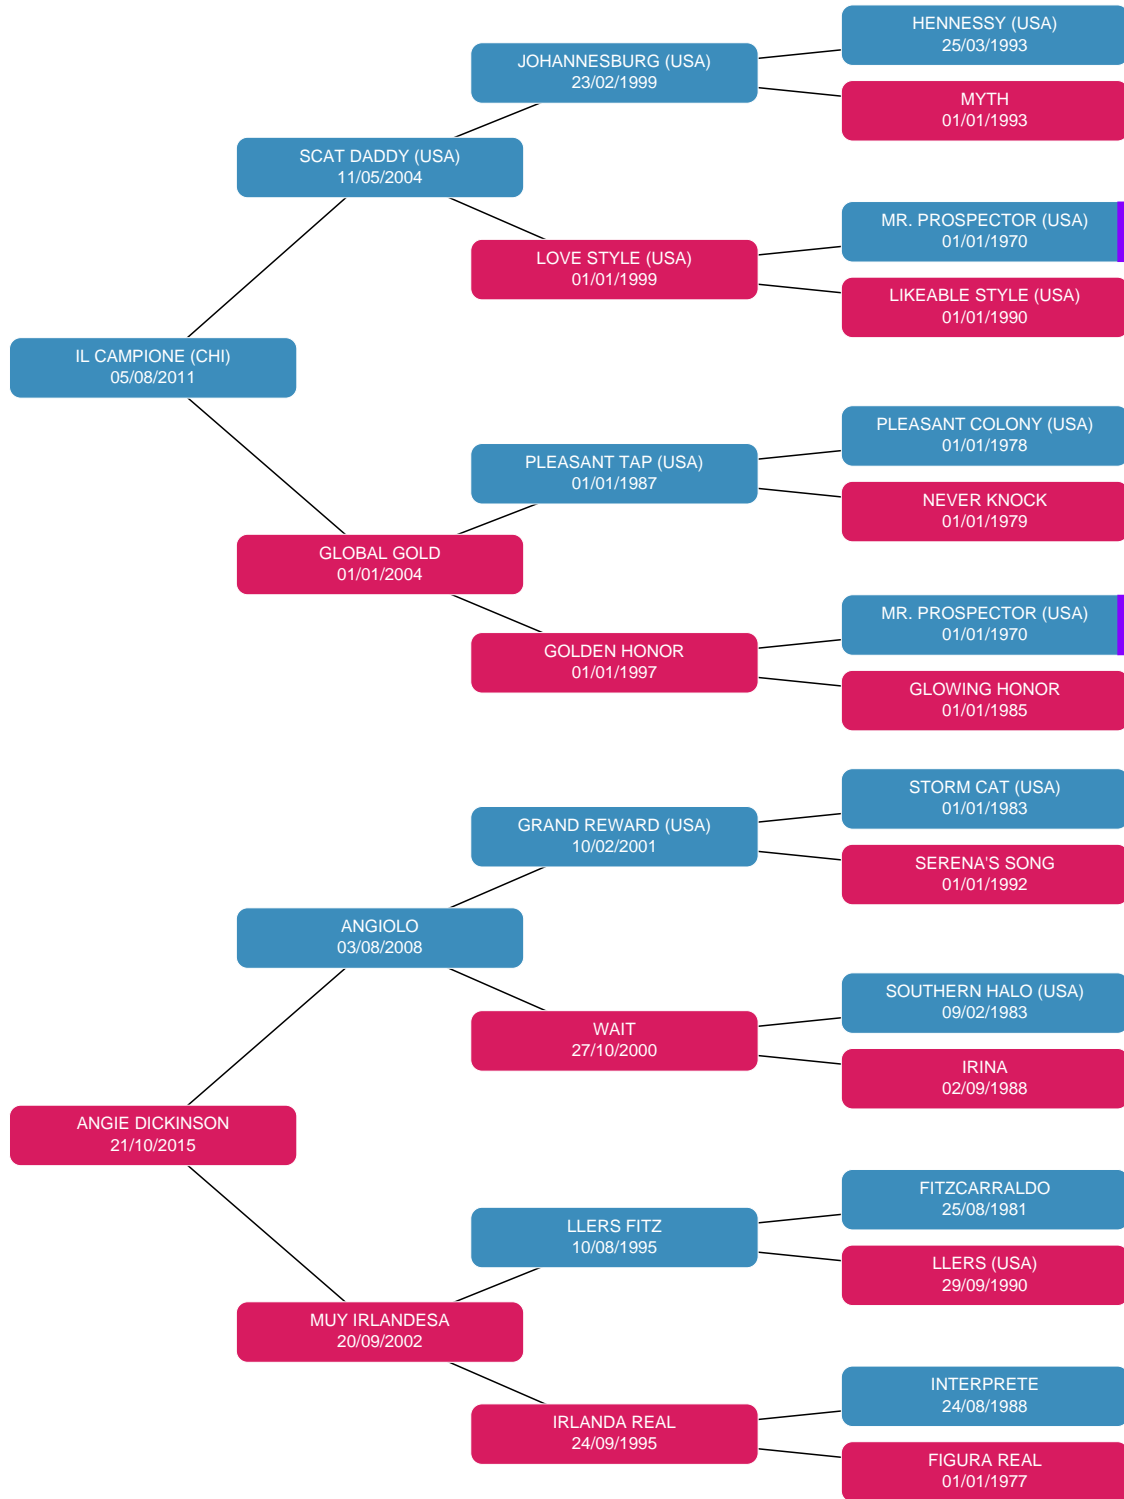 HENNESSY (USA)
25/03/1993
JOHANNESBURG (USA)
23/02/1999
MYTH
01/01/1993
SCAT DADDY (USA)
11/05/2004
MR. PROSPECTOR (USA)
01/01/1970
LOVE STYLE (USA)
01/01/1999
LIKEABLE STYLE (USA)
01/01/1990
IL CAMPIONE (CHI)
05/08/2011
PLEASANT COLONY (USA)
01/01/1978
PLEASANT TAP (USA)
01/01/1987
NEVER KNOCK
01/01/1979
GLOBAL GOLD
01/01/2004
MR. PROSPECTOR (USA)
01/01/1970
GOLDEN HONOR
01/01/1997
GLOWING HONOR
01/01/1985
STORM CAT (USA)
01/01/1983
GRAND REWARD (USA)
10/02/2001
SERENA'S SONG
01/01/1992
ANGIOLO
03/08/2008
SOUTHERN HALO (USA)
09/02/1983
WAIT
27/10/2000
IRINA
02/09/1988
ANGIE DICKINSON
21/10/2015
FITZCARRALDO
25/08/1981
LLERS FITZ
10/08/1995
LLERS (USA)
29/09/1990
MUY IRLANDESA
20/09/2002
INTERPRETE
24/08/1988
IRLANDA REAL
24/09/1995
FIGURA REAL
01/01/1977